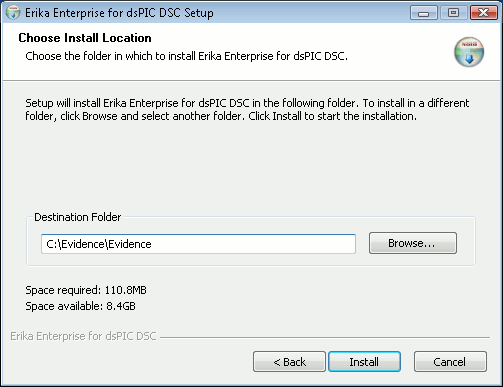 Erika Enterprise for dsPIC DSC Setup
Choose Install Location
Choose the folder in which to install Erika Enterprise for dsPIC DSC.
Setup will install Erika Enterprise for dsPIC DSC in the following folder. To install in a different
folder, click Browse and select another folder. Click Install to start the installation.
Destination Folder
C:\Evidence\Evidence
Browse...
Space required: 110.8MB
Space available: 8.4GB
Erika Enterprise for dsPIC DSC
< Back
Install
Cancel